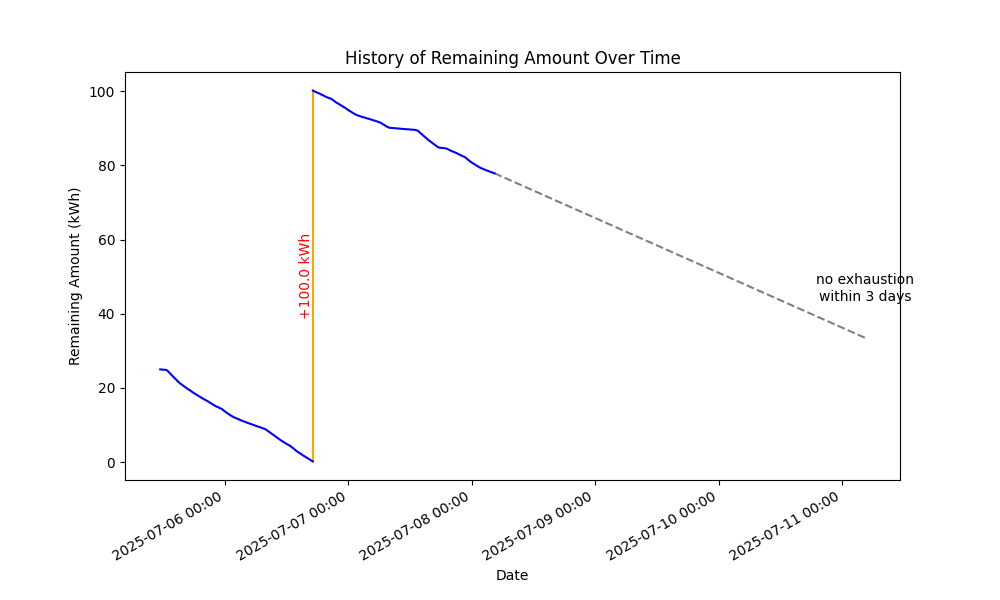 History of Remaining Amount Over Time
Remaining Amount (kWh)
100
80
60
40
20
0
+100.0 kWh
no exhaustion
within 3 days
2025-07-06 00:00
2025-07-07 00:00
2025-07-08 00:00
2025-07-09 00:00
2025-07-10 00:00
2025-07-11 00:00
Date